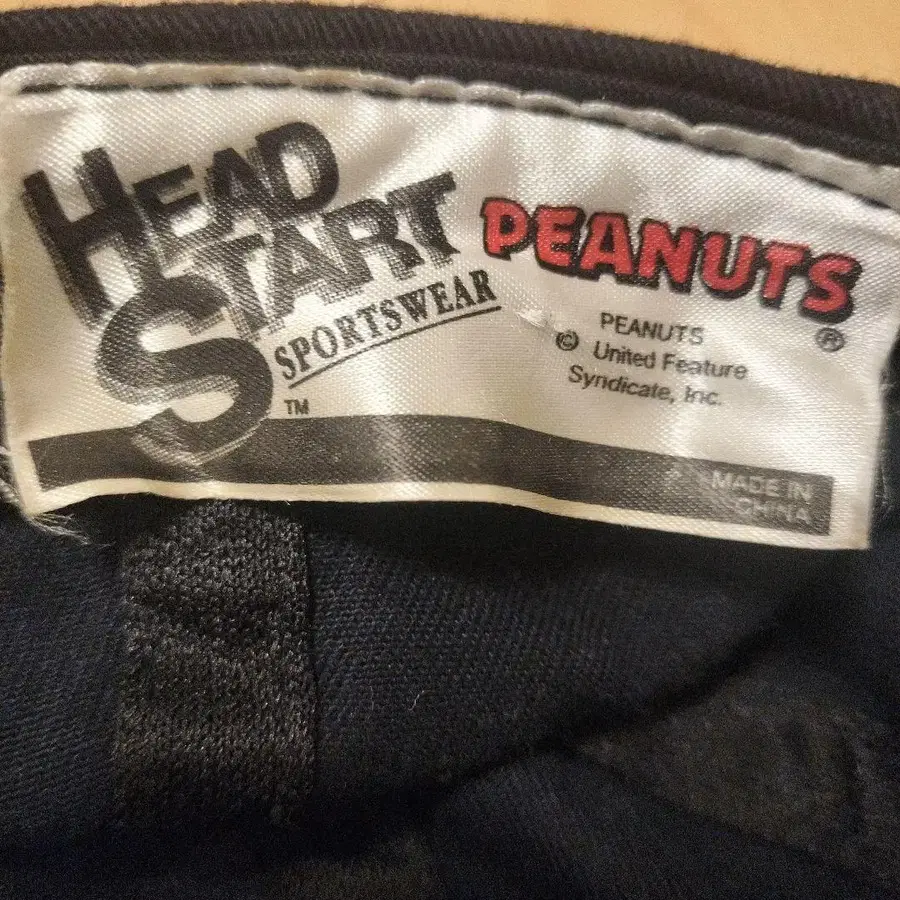 HEAD
START
SPORTSWEAR
TM
PEANUTS
®
PEANUTS
© United Feature
Syndicate, Inc.
MADE IN
CHINA